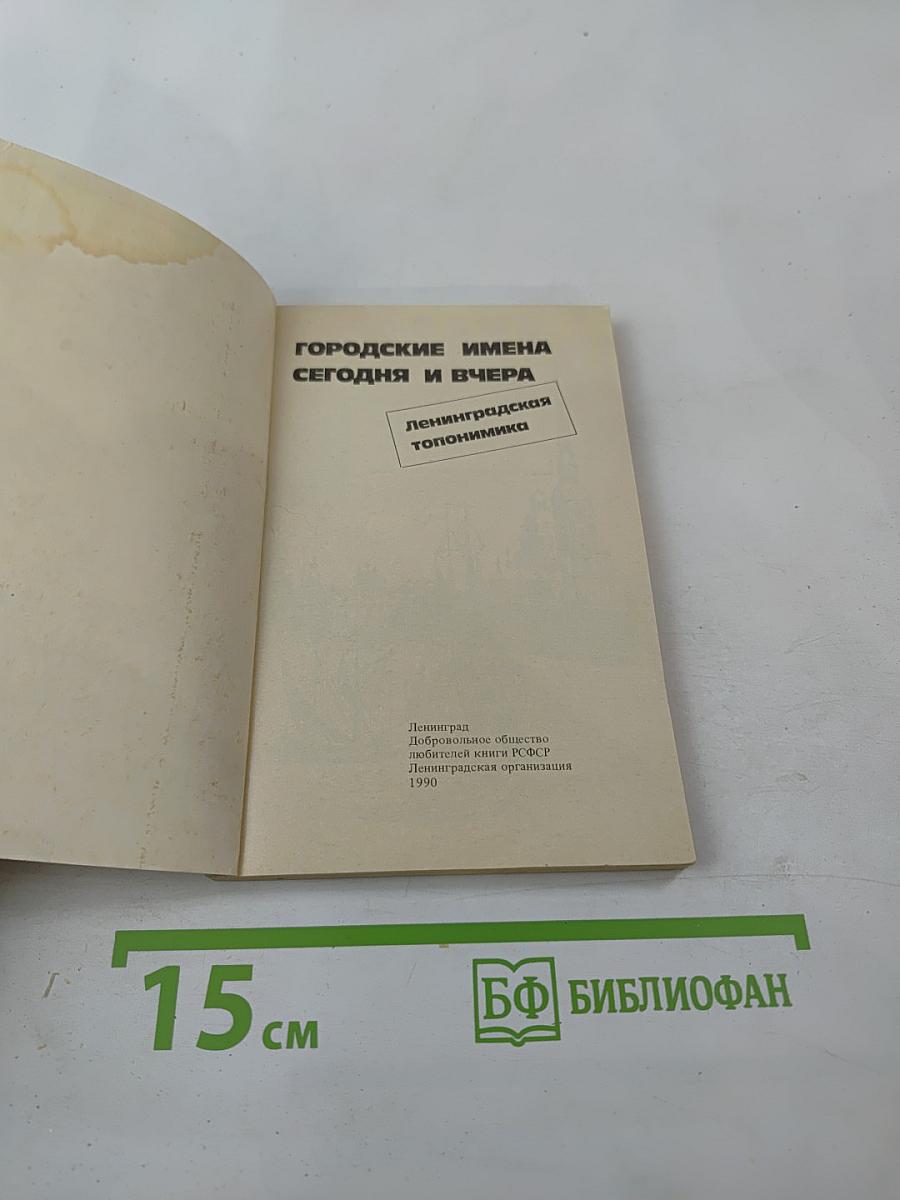 ГОРОДСКИЕ ИМЕНА
СЕГОДНЯ И ВЧЕРА
Ленинградская
топонимика
Ленинград
Добровольное общество
любителей книги РСФСР
Ленинградская организация
1990
15 см
БФ БИБЛИОФАН